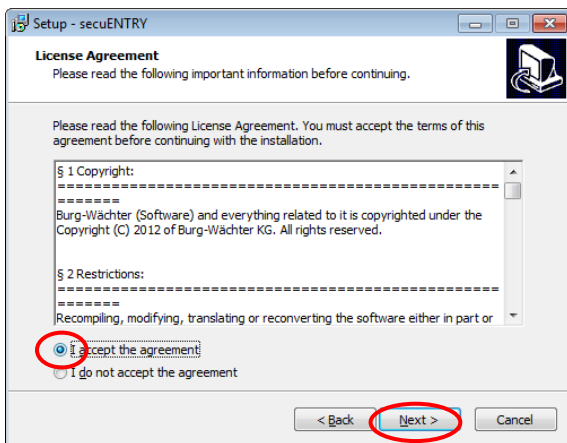 Setup - secuENTRY
License Agreement
Please read the following important information before continuing.
Please read the following License Agreement. You must accept the terms of this
agreement before continuing with the installation.
§ 1 Copyright:
=================================================
=======
Burg-Wächter (Software) and everything related to it is copyrighted under the
Copyright (C) 2012 of Burg-Wächter KG. All rights reserved.
§ 2 Restrictions:
=================================================
=======
Recompiling, modifying, translating or reconverting the software either in part or
I accept the agreement
I do not accept the agreement
< Back
Next >
Cancel